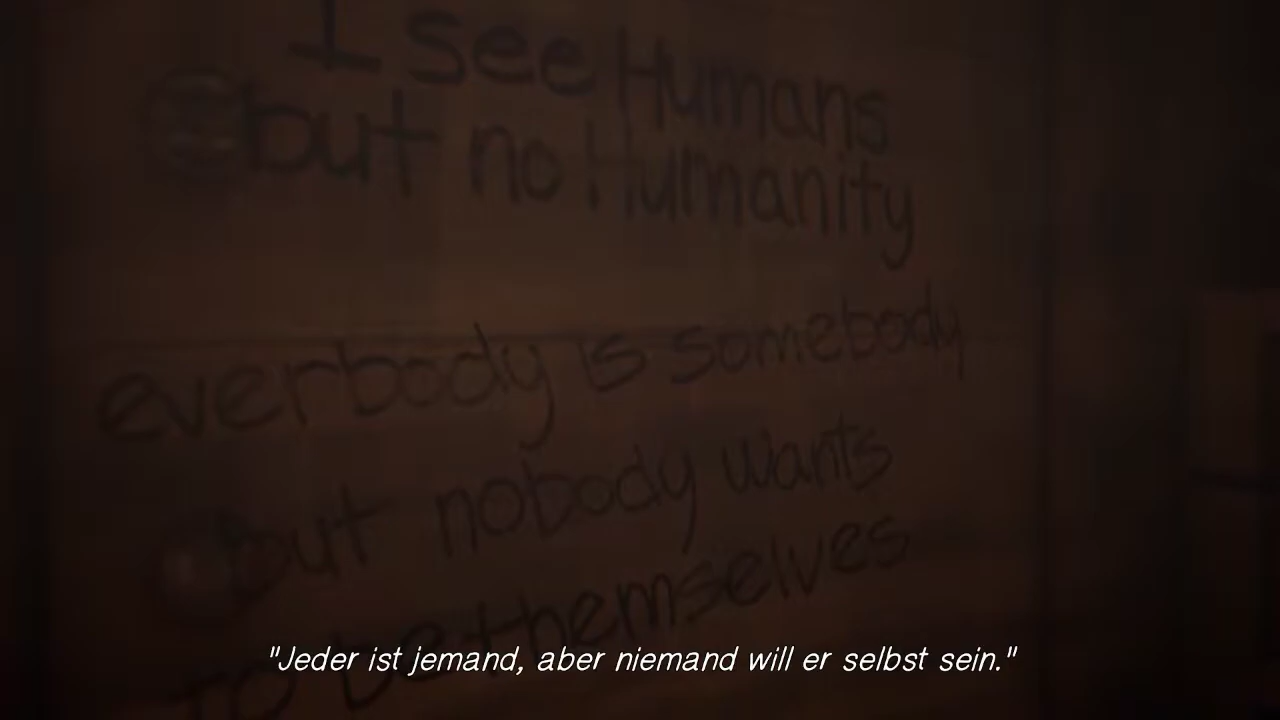 I see Humans
but no Humanity
everbody is somebody
but nobody wants
To be themselves
"Jeder ist jemand, aber niemand will er selbst sein."